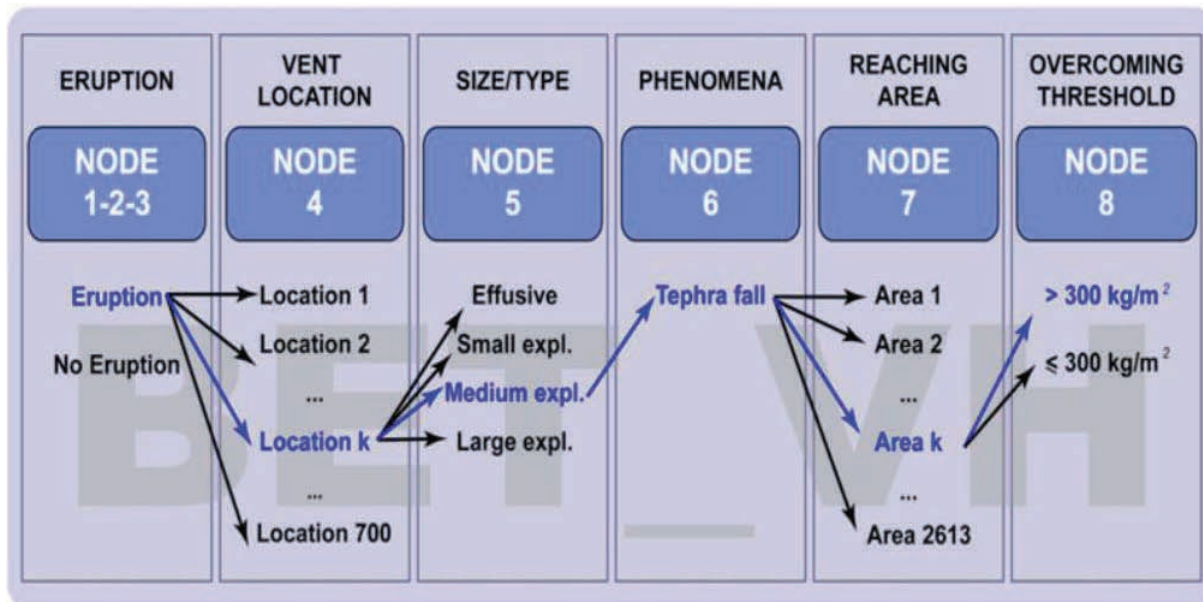 ERUPTION
NODE
1-2-3
Eruption
No Eruption
VENT
LOCATION
NODE
4
Location 1
Location 2
...
Location k
...
Location 700
SIZE/TYPE
NODE
5
Effusive
Small expl.
Medium expl.
Large expl.
PHENOMENA
NODE
6
Tephra fall
REACHING
AREA
NODE
7
Area 1
Area 2
...
Area k
...
Area 2613
OVERCOMING
THRESHOLD
NODE
8
> 300 kg/m²
⩽ 300 kg/m²
BET_VH